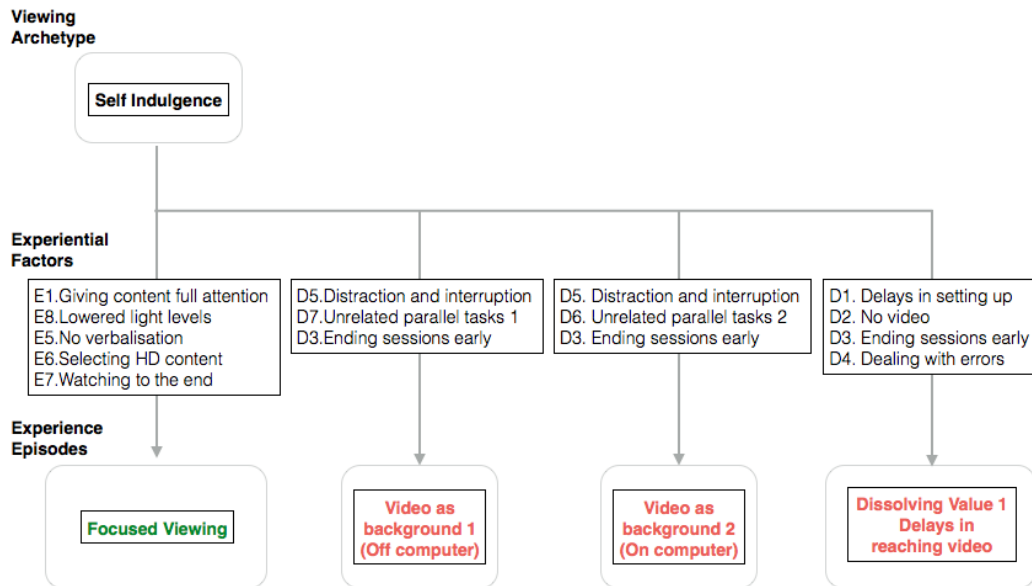 Viewing
Archetype
Self Indulgence
Experiential
Factors
E1.Giving content full attention
E8.Lowered light levels
E5.No verbalisation
E6.Selecting HD content
E7.Watching to the end
D5.Distraction and interruption
D7.Unrelated parallel tasks 1
D3.Ending sessions early
D5. Distraction and interruption
D6. Unrelated parallel tasks 2
D3. Ending sessions early
D1. Delays in setting up
D2. No video
D3. Ending sessions early
D4. Dealing with errors
Experience
Episodes
Focused Viewing
Video as
background 1
(Off computer)
Video as
background 2
(On computer)
Dissolving Value 1
Delays in
reaching video